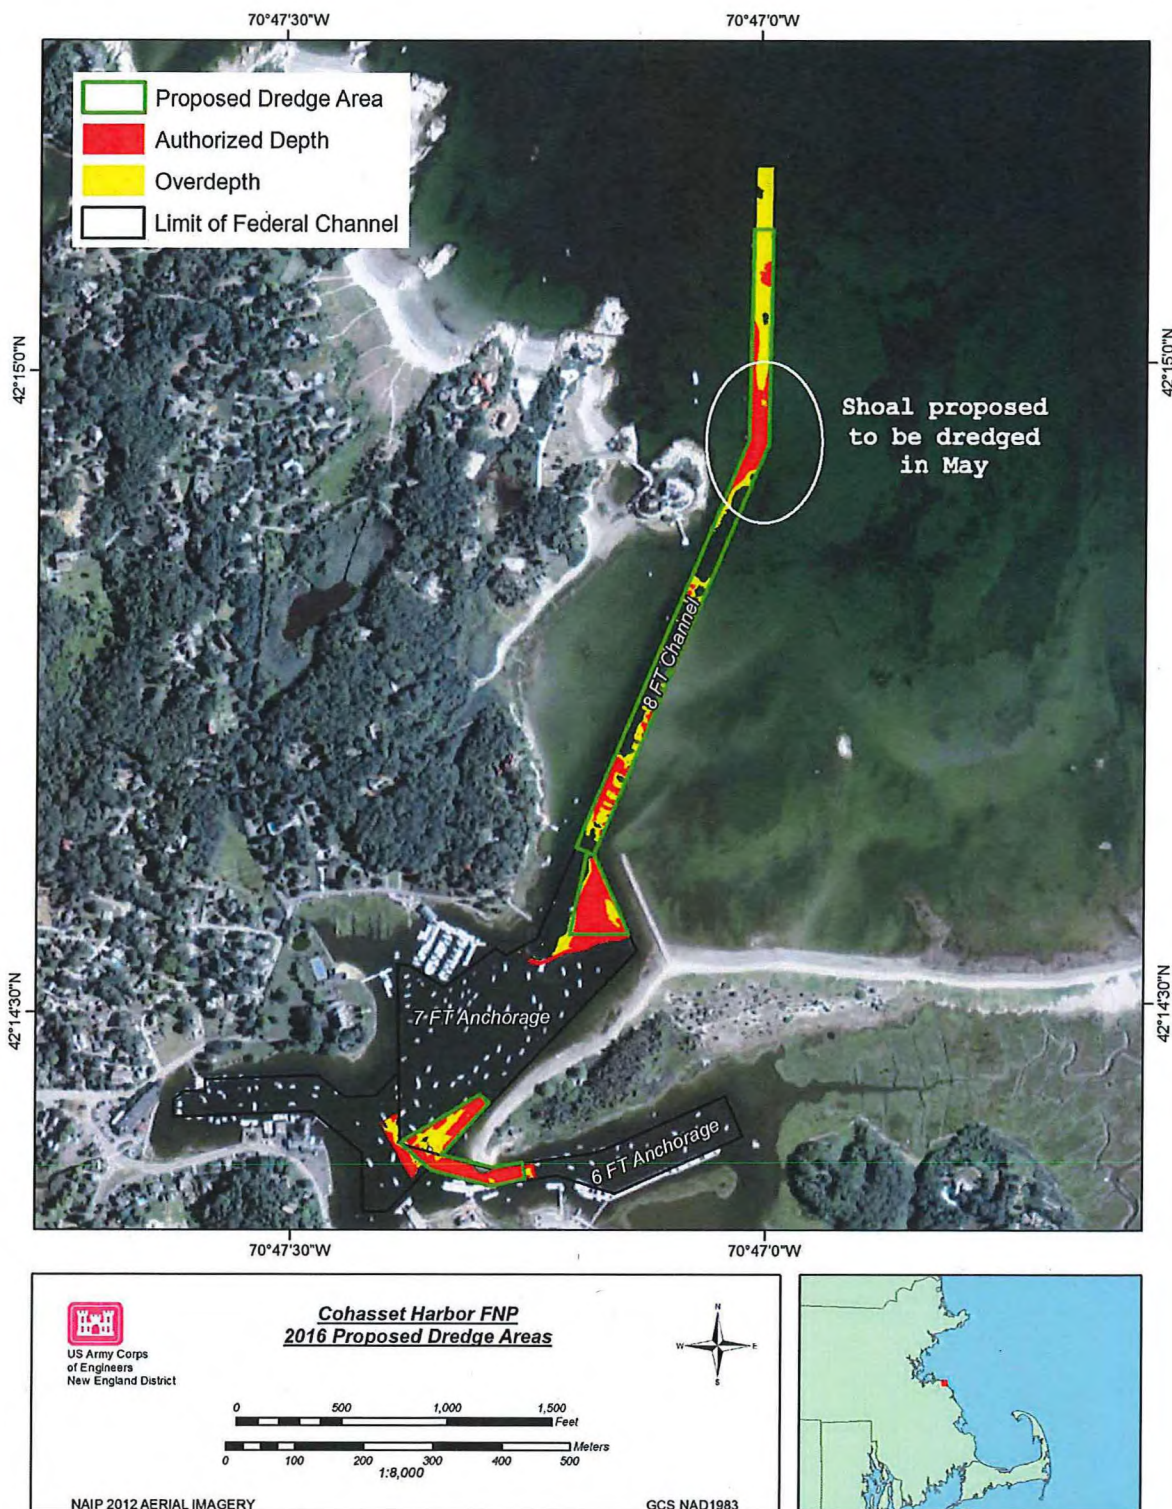 70°47'30"W
70°47'0"W
Proposed Dredge Area
Authorized Depth
Overdepth
Limit of Federal Channel
42°15'0"N
42°15'0"N
Shoal proposed
to be dredged
in May
8 FT Channel
7 FT Anchorage
42°14'30"N
42°14'30"N
6 FT Anchorage
70°47'30"W
70°47'0"W
US Army Corps
of Engineers
New England District
Cohasset Harbor FNP
2016 Proposed Dredge Areas
N
W
E
S
0
500
1,000
1,500
Feet
Meters
0
100
200
300
400
500
1:8,000
NAIP 2012 AERIAL IMAGERY
GCS NAD1983